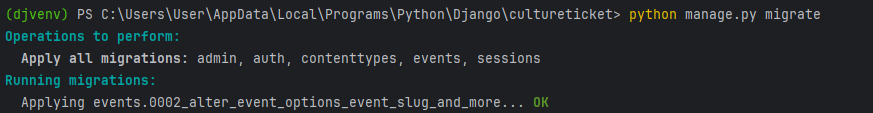 (djvenv) PS C:\Users\User\AppData\Local\Programs\Python\Django\cultureticket> python manage.py migrate
Operations to perform:
  Apply all migrations: admin, auth, contenttypes, events, sessions
Running migrations:
  Applying events.0002_alter_event_options_event_slug_and_more... OK